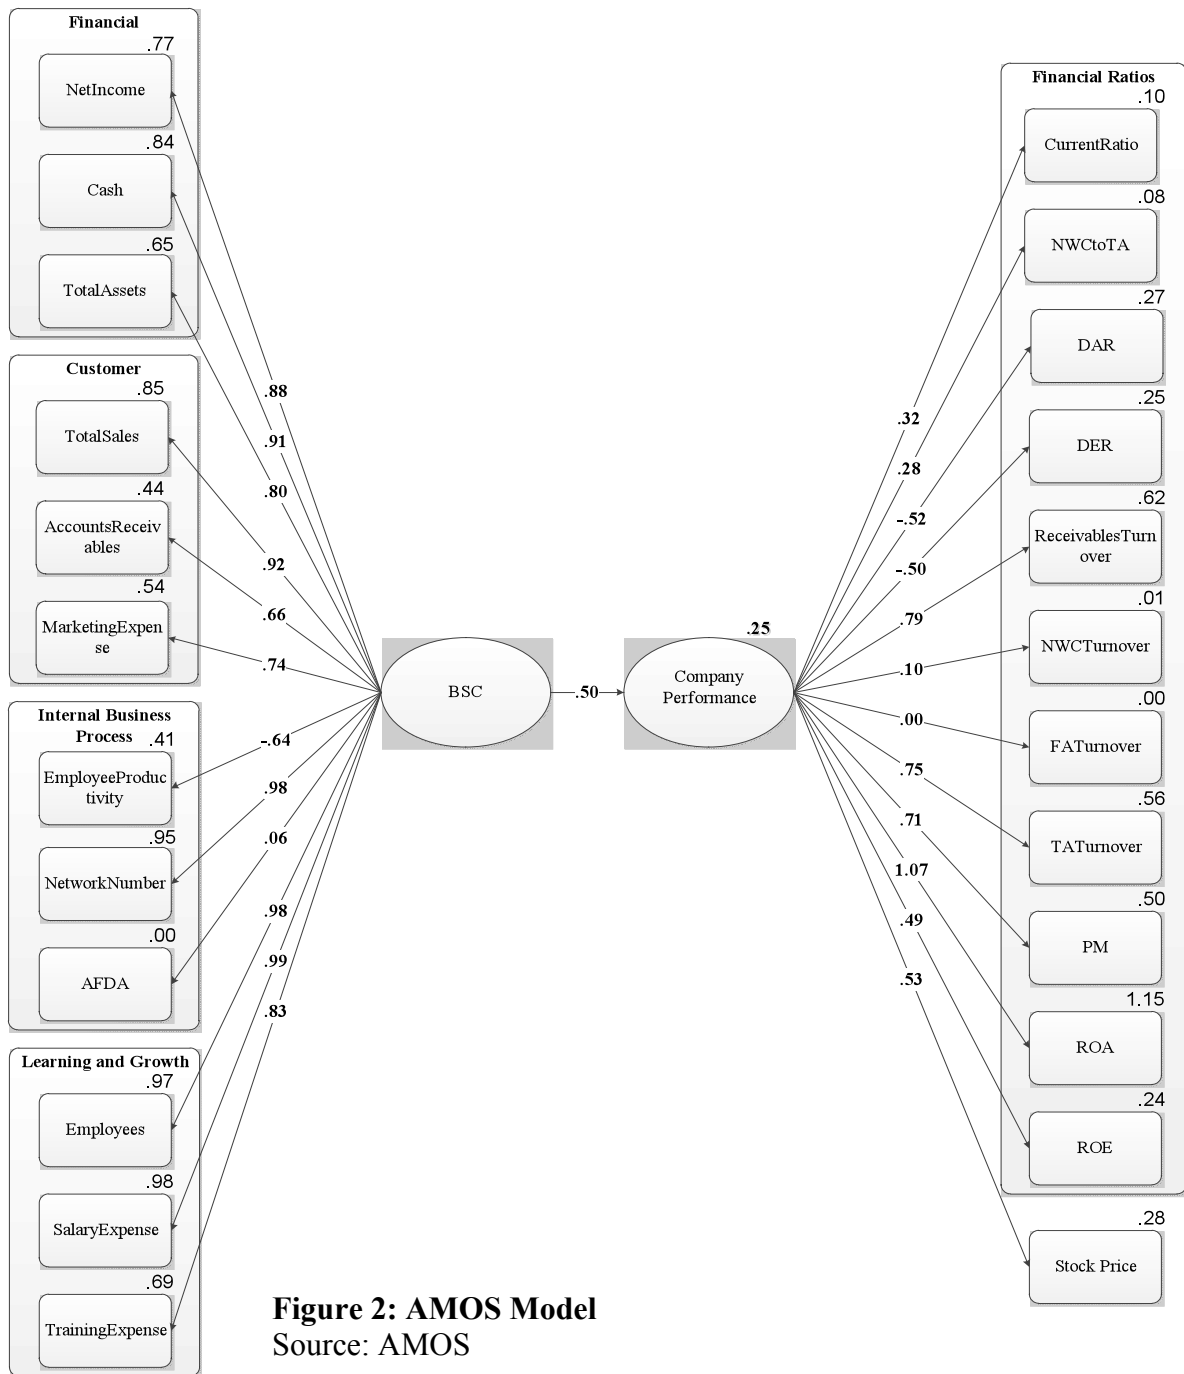 Financial
.77
NetIncome
.84
Cash
.65
TotalAssets
Customer
.85
TotalSales
.44
AccountsReceiv
ables
.54
MarketingExpen
se
Internal Business
Process
.41
EmployeeProduc
tivity
.95
NetworkNumber
.00
AFDA
Learning and Growth
.97
Employees
.98
SalaryExpense
.69
TrainingExpense
.88
.91
.80
.92
.66
.74
-.64
.98
.06
.98
.99
.83
BSC
.50
.25
Company
Performance
.32
.28
-.52
-.50
.79
.10
.00
.75
.71
1.07
.49
.53
Financial Ratios
.10
CurrentRatio
.08
NWCtoTA
.27
DAR
.25
DER
.62
ReceivablesTurn
over
.01
NWCTurnover
.00
FATurnover
.56
TATurnover
.50
PM
1.15
ROA
.24
ROE
.28
Stock Price
Figure 2: AMOS Model
Source: AMOS